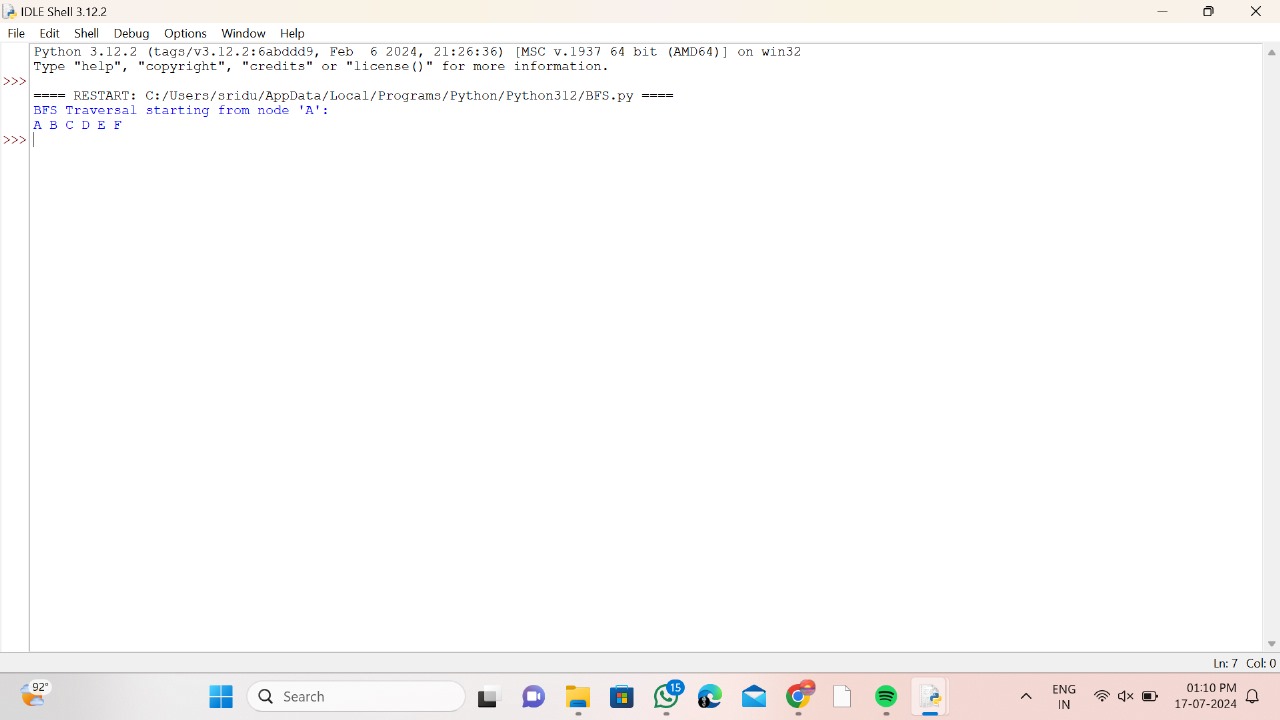 IDLE Shell 3.12.2
File Edit Shell Debug Options Window Help
Python 3.12.2 (tags/v3.12.2:6abddd9, Feb  6 2024, 21:26:36) [MSC v.1937 64 bit (AMD64)] on win32
Type "help", "copyright", "credits" or "license()" for more information.
>>>
==== RESTART: C:/Users/sridu/AppData/Local/Programs/Python/Python312/BFS.py ====
BFS Traversal starting from node 'A':
A B C D E F
>>>
Ln: 7 Col: 0
92°
Search
15
ENG
IN
01:10 PM
17-07-2024